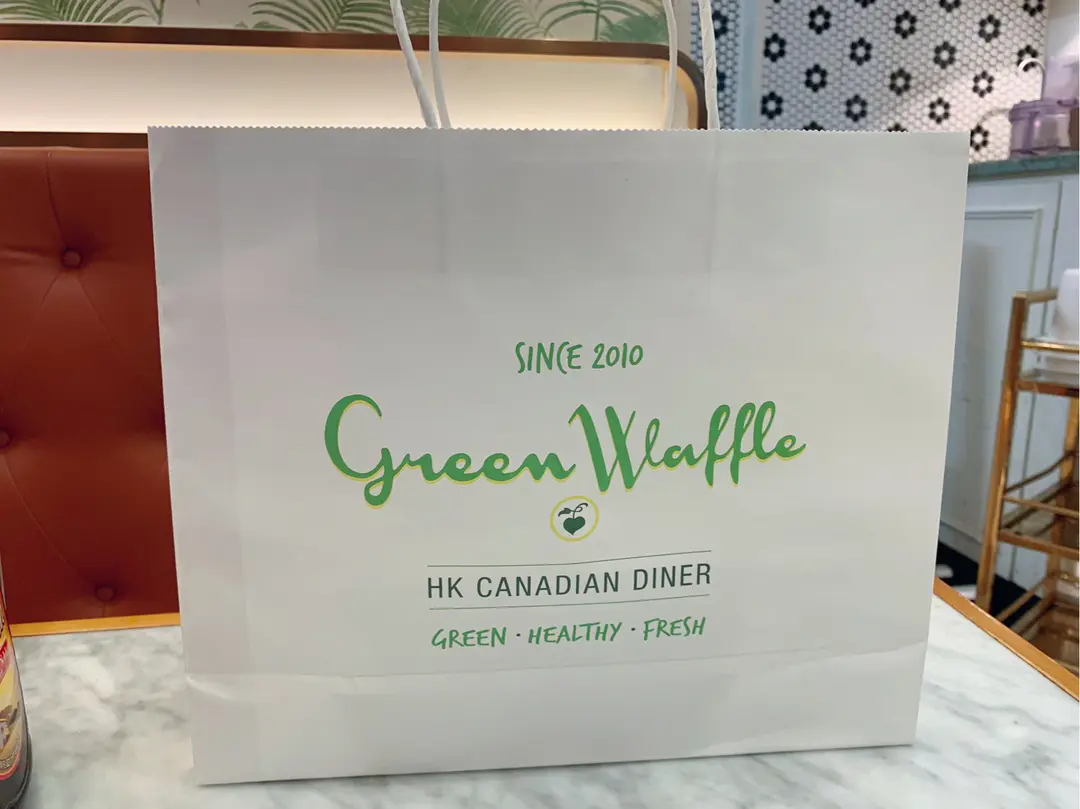 SINCE 2010
Green Waffle
HK CANADIAN DINER
GREEN · HEALTHY · FRESH